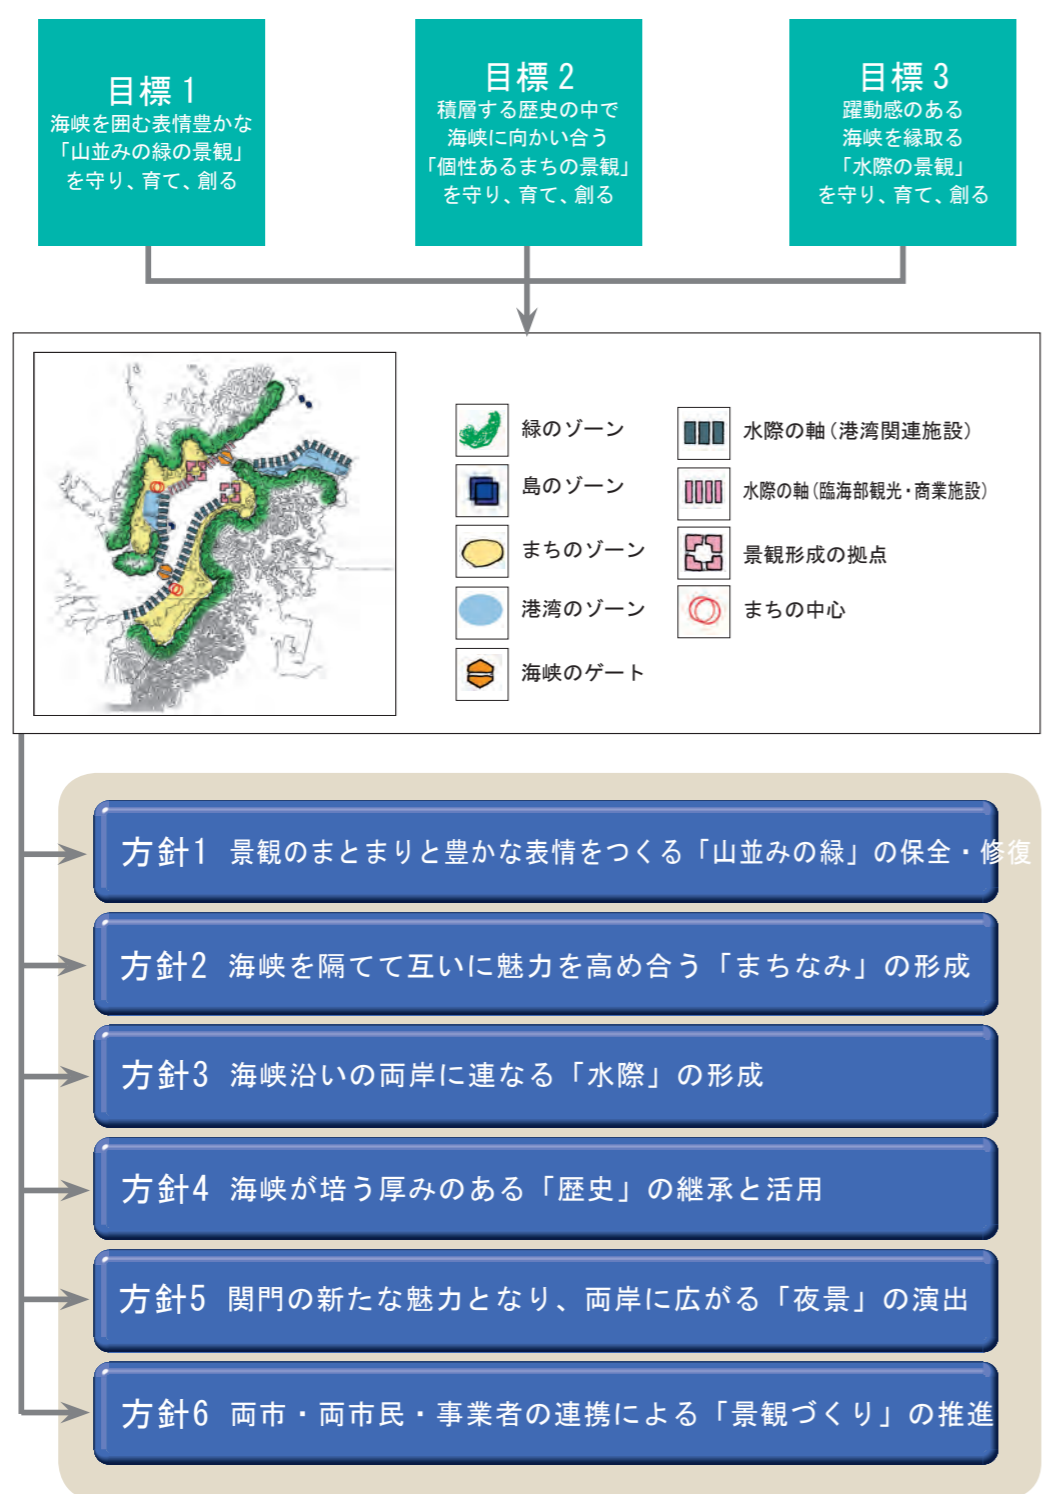 目標1
海峡を囲む表情豊かな
「山並みの緑の景観」
を守り、育て、創る
目標2
積層する歴史の中で
海峡に向かい合う
「個性あるまちの景観」
を守り、育て、創る
目標3
躍動感のある
海峡を縁取る
「水際の景観」
を守り、育て、創る
緑のゾーン
島のゾーン
まちのゾーン
港湾のゾーン
海峡のゲート
水際の軸(港湾関連施設)
水際の軸(臨海部観光・商業施設)
景観形成の拠点
まちの中心
方針1 景観のまとまりと豊かな表情をつくる「山並みの緑」の保全・修復
方針2 海峡を隔てて互いに魅力を高め合う「まちなみ」の形成
方針3 海峡沿いの両岸に連なる「水際」の形成
方針4 海峡が培う厚みのある「歴史」の継承と活用
方針5 関門の新たな魅力となり、両岸に広がる「夜景」の演出
方針6 両市・両市民・事業者の連携による「景観づくり」の推進